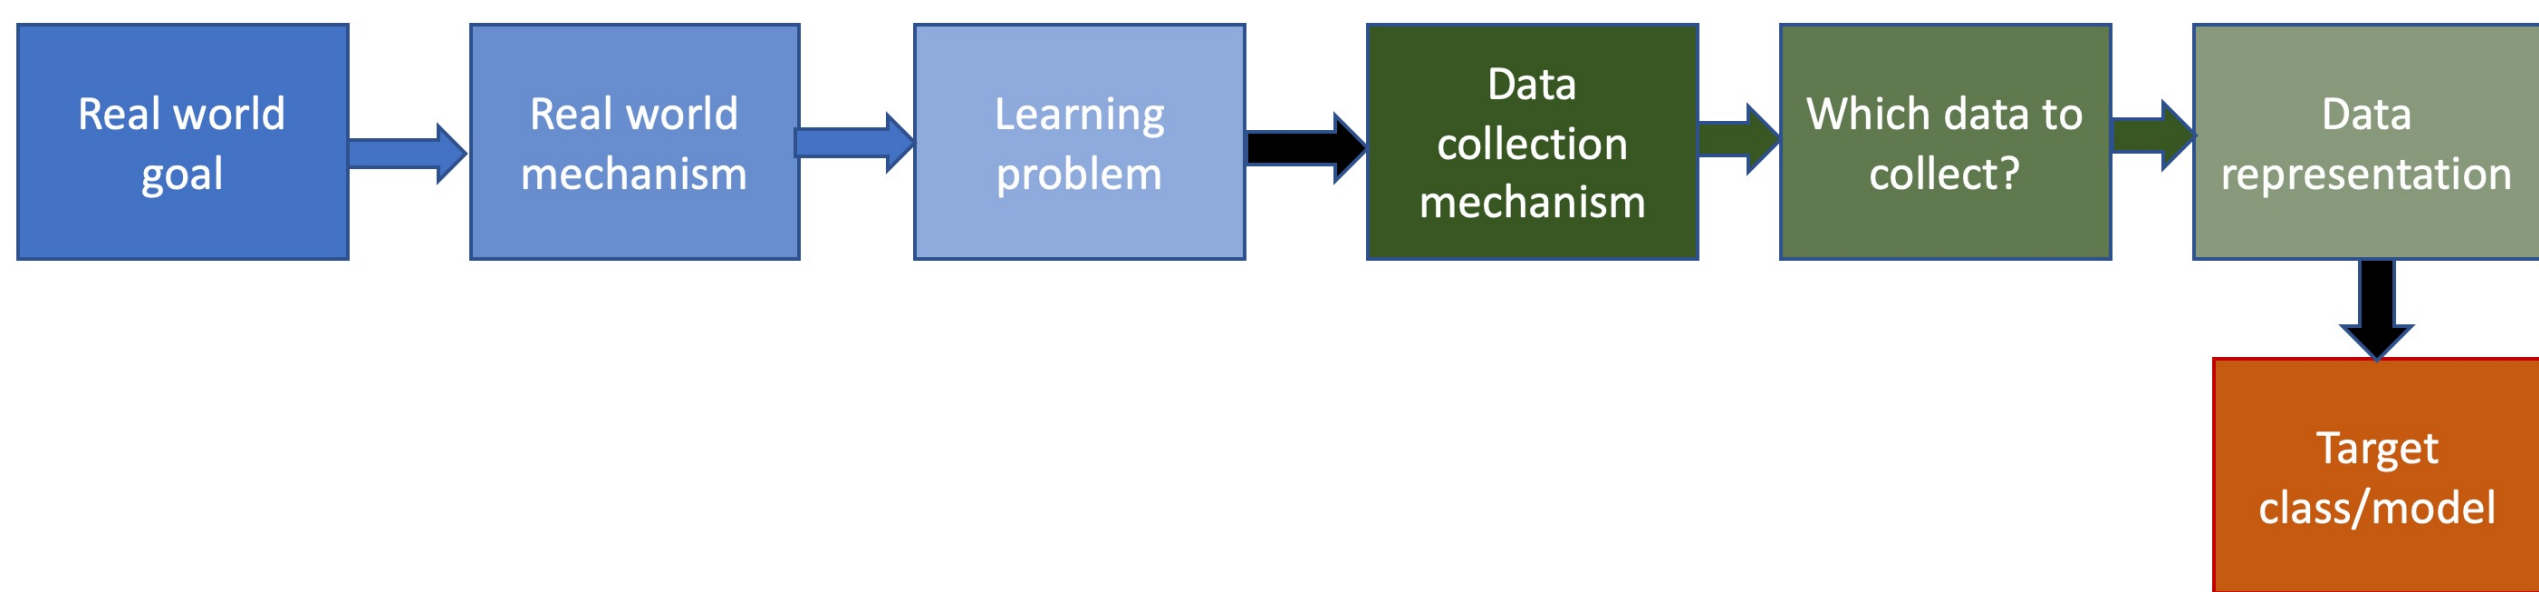 Real world
goal
Real world
mechanism
Learning
problem
Data
collection
mechanism
Which data to
collect?
Data
representation
Target
class/model